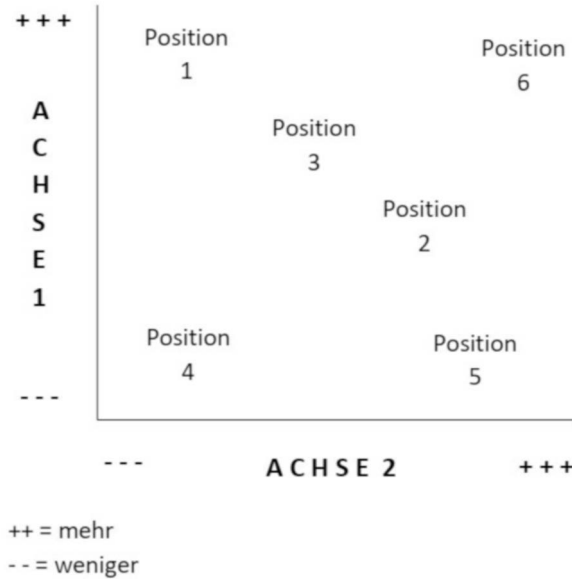 + + +
Position
1
Position
6
A
C
H
S
E
1
Position
3
Position
2
Position
4
Position
5
- - -
- - -
A C H S E 2
+ + +
++ = mehr
- - = weniger